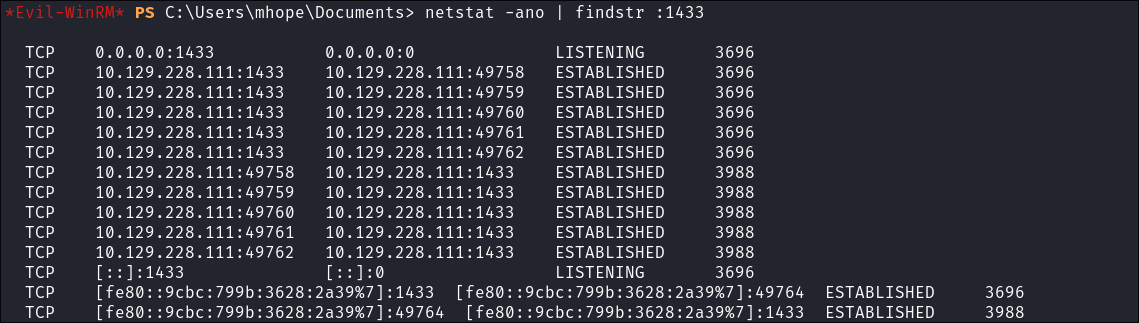 *Evil-WinRM* PS C:\Users\mhope\Documents> netstat -ano | findstr :1433
TCP 0.0.0.0:1433 0.0.0.0:0 LISTENING 3696
TCP 10.129.228.111:1433 10.129.228.111:49758 ESTABLISHED 3696
TCP 10.129.228.111:1433 10.129.228.111:49759 ESTABLISHED 3696
TCP 10.129.228.111:1433 10.129.228.111:49760 ESTABLISHED 3696
TCP 10.129.228.111:1433 10.129.228.111:49761 ESTABLISHED 3696
TCP 10.129.228.111:1433 10.129.228.111:49762 ESTABLISHED 3696
TCP 10.129.228.111:49758 10.129.228.111:1433 ESTABLISHED 3988
TCP 10.129.228.111:49759 10.129.228.111:1433 ESTABLISHED 3988
TCP 10.129.228.111:49760 10.129.228.111:1433 ESTABLISHED 3988
TCP 10.129.228.111:49761 10.129.228.111:1433 ESTABLISHED 3988
TCP 10.129.228.111:49762 10.129.228.111:1433 ESTABLISHED 3988
TCP [::]:1433 [::]:0 LISTENING 3696
TCP [fe80::9cbc:799b:3628:2a39%7]:1433 [fe80::9cbc:799b:3628:2a39%7]:49764 ESTABLISHED 3696
TCP [fe80::9cbc:799b:3628:2a39%7]:49764 [fe80::9cbc:799b:3628:2a39%7]:1433 ESTABLISHED 3988